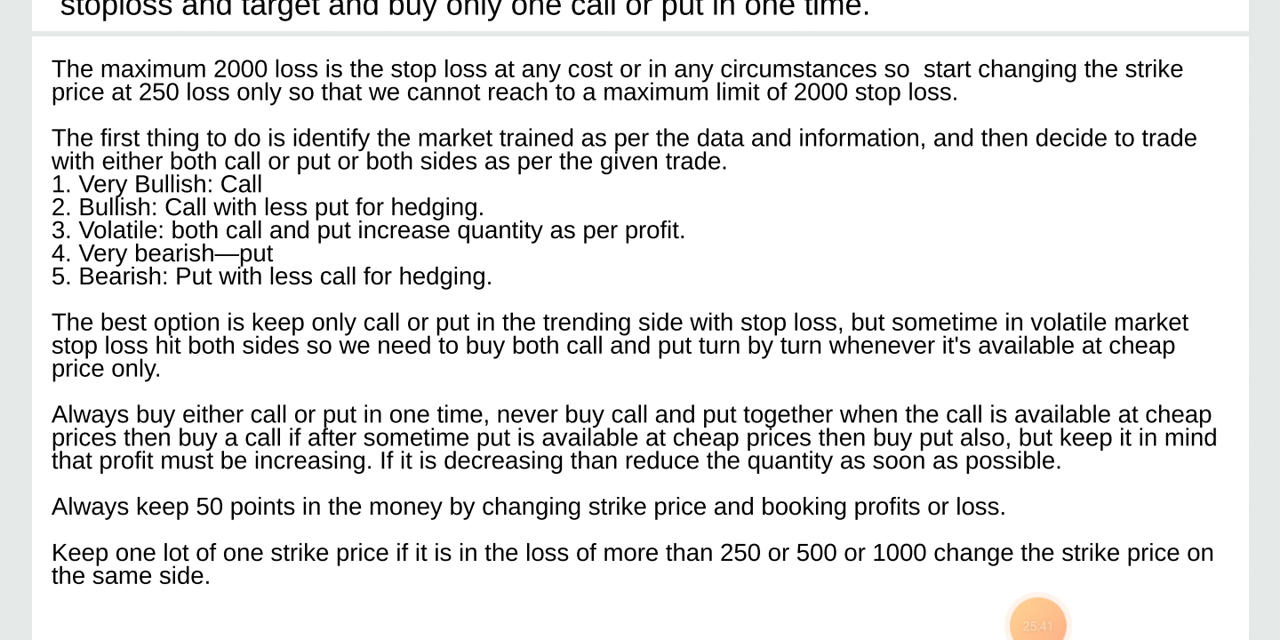 stoploss and target and buy only one call or put in one time.
The maximum 2000 loss is the stop loss at any cost or in any circumstances so  start changing the strike
price at 250 loss only so that we cannot reach to a maximum limit of 2000 stop loss.
The first thing to do is identify the market trained as per the data and information, and then decide to trade
with either both call or put or both sides as per the given trade.
1. Very Bullish: Call
2. Bullish: Call with less put for hedging.
3. Volatile: both call and put increase quantity as per profit.
4. Very bearish—put
5. Bearish: Put with less call for hedging.
The best option is keep only call or put in the trending side with stop loss, but sometime in volatile market
stop loss hit both sides so we need to buy both call and put turn by turn whenever it's available at cheap
price only.
Always buy either call or put in one time, never buy call and put together when the call is available at cheap
prices then buy a call if after sometime put is available at cheap prices then buy put also, but keep it in mind
that profit must be increasing. If it is decreasing than reduce the quantity as soon as possible.
Always keep 50 points in the money by changing strike price and booking profits or loss.
Keep one lot of one strike price if it is in the loss of more than 250 or 500 or 1000 change the strike price on
the same side.
25:41